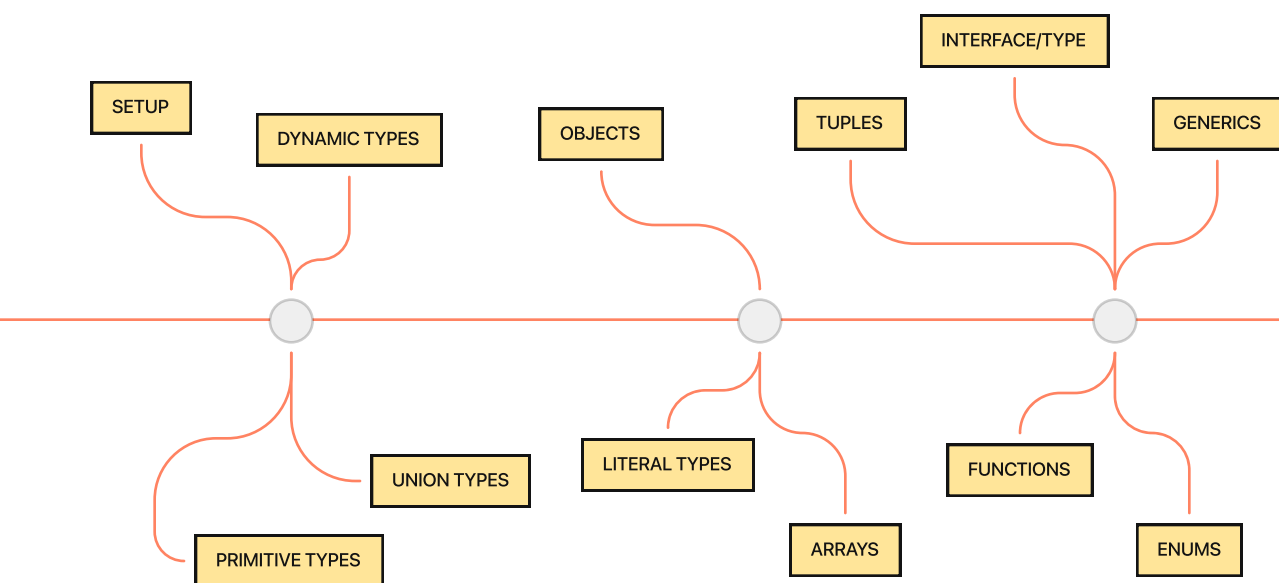 INTERFACE/TYPE
SETUP
DYNAMIC TYPES
OBJECTS
TUPLES
GENERICS
UNION TYPES
PRIMITIVE TYPES
LITERAL TYPES
ARRAYS
FUNCTIONS
ENUMS